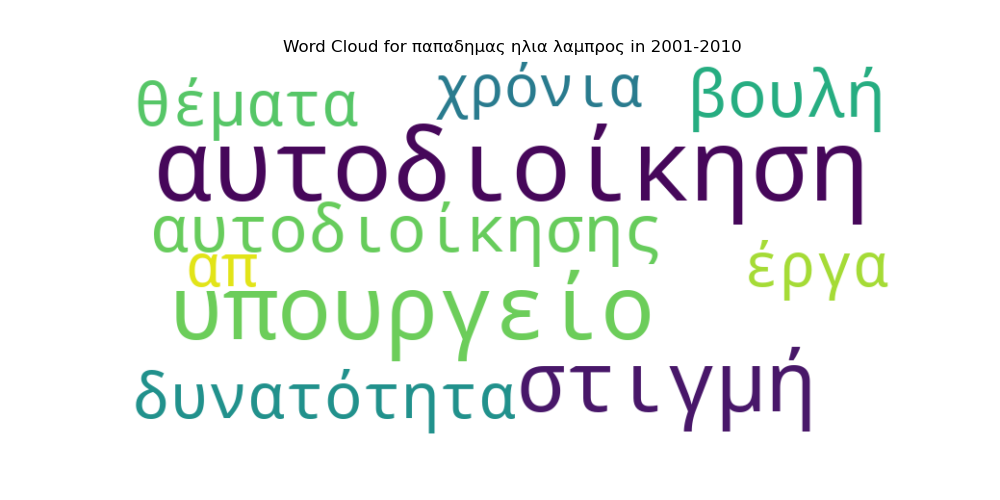 Word Cloud for παπαδημας ηλια λαμπρος in 2001-2010
θέματα χρόνια βουλή
αυτοδιοίκηση
αυτοδιοίκησης
απ έργα
υπουργείο
δυνατότητα στιγμή